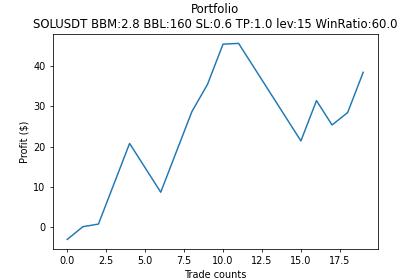 Portfolio
SOLUSDT BBM:2.8 BBL:160 SL:0.6 TP:1.0 lev:15 WinRatio:60.0
Profit ($)
40
30
20
10
0
0.0 2.5 5.0 7.5 10.0 12.5 15.0 17.5
Trade counts